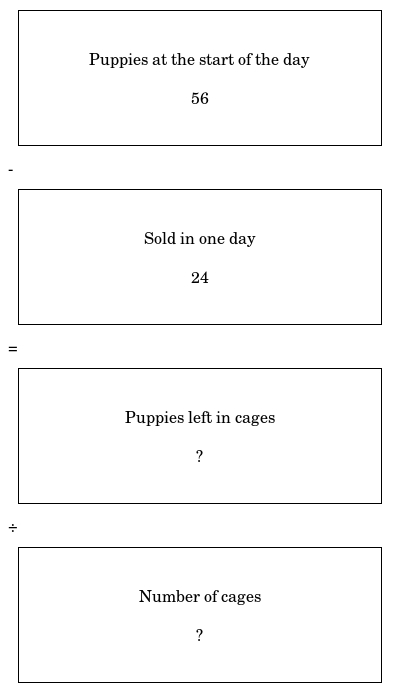 Puppies at the start of the day
56
-
Sold in one day
24
=
Puppies left in cages
?
÷
Number of cages
?